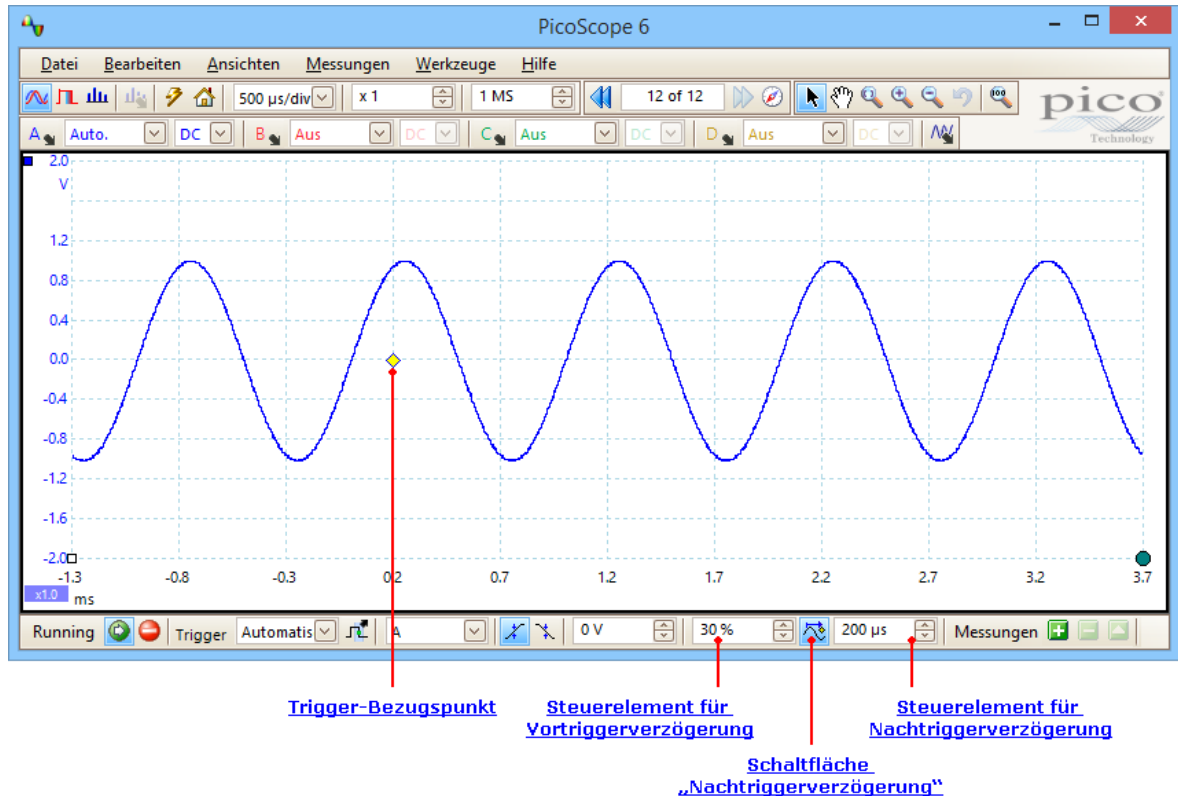 PicoScope 6
Datei Bearbeiten Ansichten Messungen Werkzeuge Hilfe
500 µs/div x 1 1 MS 12 of 12 100
pico
Technology
A Auto. DC B Aus DC C Aus DC D Aus DC
2.0
V
1.2
0.8
0.4
0.0
-0.4
-0.8
-1.2
-1.6
-2.0
-1.3 -0.8 -0.3 0.2 0.7 1.2 1.7 2.2 2.7 3.2 3.7
x1.0 ms
Running Trigger Automatis A 0 V 30 % 200 µs Messungen
Trigger-Bezugspunkt
Steuerelement für
Vortriggerverzögerung
Steuerelement für
Nachtriggerverzögerung
Schaltfläche
„Nachtriggerverzögerung“